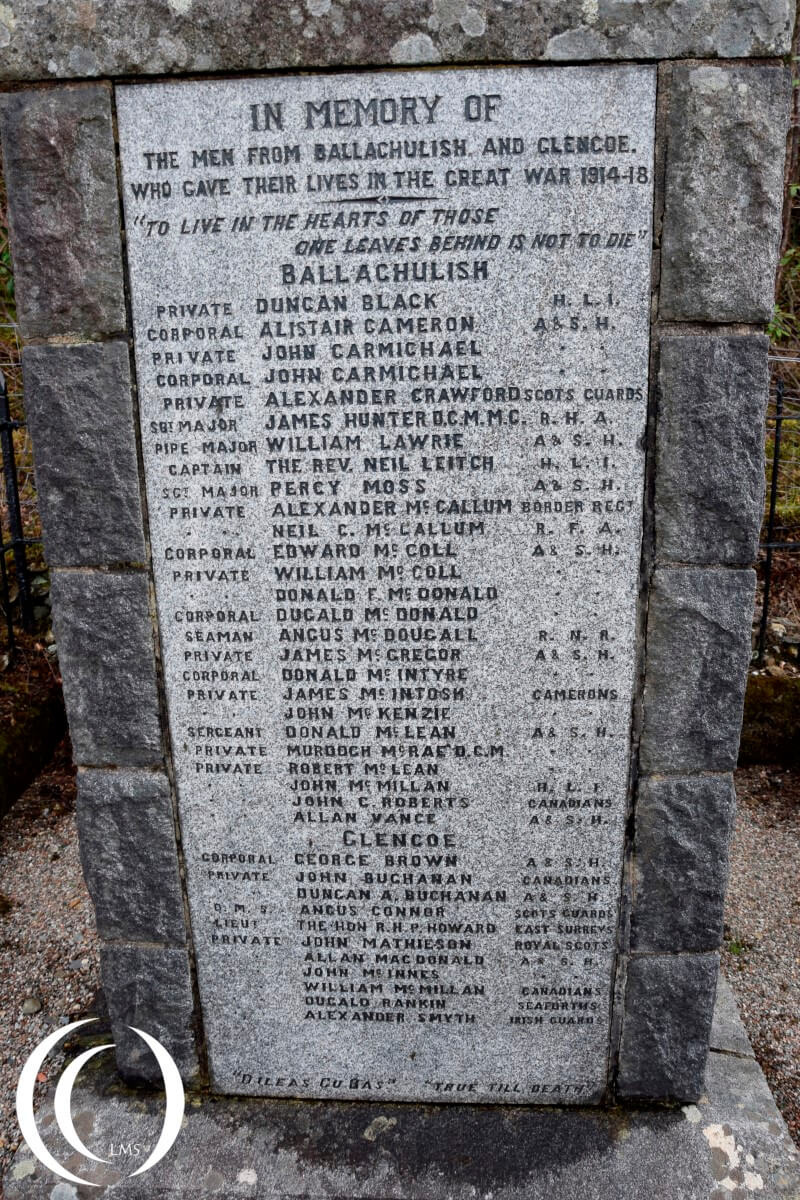 IN MEMORY OF
THE MEN FROM BALLACHULISH AND GLENCOE.
WHO GAVE THEIR LIVES IN THE GREAT WAR 1914-18
"TO LIVE IN THE HEARTS OF THOSE
ONE LEAVES BEHIND IS NOT TO DIE"
BALLACHULISH
PRIVATE DUNCAN BLACK H. L. I.
CORPORAL ALISTAIR CAMERON A & S. H.
PRIVATE JOHN CARMICHAEL " "
CORPORAL JOHN CARMICHAEL " "
PRIVATE ALEXANDER CRAWFORD SCOTS GUARDS
SGT MAJOR JAMES HUNTER D.C.M. M.C. R. H. A.
PIPE MAJOR WILLIAM LAWRIE A & S. H.
CAPTAIN THE REV. NEIL LEITCH H. L. I.
SGT MAJOR PERCY MOSS A & S. H.
PRIVATE ALEXANDER McCALLUM BORDER REGT
" " NEIL C. McCALLUM R. F. A.
CORPORAL EDWARD McCOLL A & S. H.
PRIVATE WILLIAM McCOLL " "
" " DONALD F. McDONALD " "
CORPORAL DUGALD McDONALD " "
SEAMAN ANGUS McDOUGALL R. N. R.
PRIVATE JAMES McGREGOR A & S. H.
CORPORAL DONALD McINTYRE " "
PRIVATE JAMES McINTOSH CAMERONS
" " JOHN McKENZIE " "
SERGEANT DONALD McLEAN A & S. H.
PRIVATE MURDOCH McRAE D.C.M. " "
PRIVATE ROBERT McLEAN " "
" " JOHN McMILLAN H. L. I.
" " JOHN C. ROBERTS CANADIANS
" " ALLAN VANCE A & S. H.
GLENCOE
CORPORAL GEORGE BROWN A & S. H.
PRIVATE JOHN BUCHANAN CANADIANS
" " DUNCAN A. BUCHANAN A & S. H.
D. M. S. ANGUS CONNOR SCOTS GUARDS
LIEUT THE HON R.H.P. HOWARD EAST SURREYS
PRIVATE JOHN MATHIESON ROYAL SCOTS
" " ALLAN MACDONALD A & S. H.
" " JOHN McINNES " "
" " WILLIAM McMILLAN CANADIANS
" " DUGALD RANKIN SEAFORTHS
" " ALEXANDER SMYTH IRISH GUARDS
"DILEAS GU BAS" "TRUE TILL DEATH"
LMS